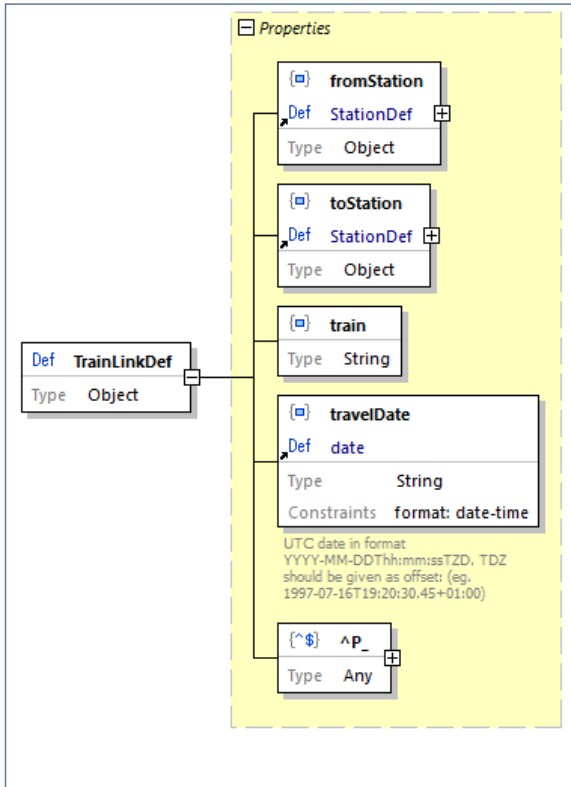 Properties
{} fromStation
Def StationDef
Type Object
{} toStation
Def StationDef
Type Object
{} train
Type String
Def TrainLinkDef
Type Object
{} travelDate
Def date
Type String
Constraints format: date-time
UTC date in format
YYYY-MM-DDThh:mm:ssTZD. TDZ
should be given as offset: (eg.
1997-07-16T19:20:30.45+01:00)
{^$} ^P_
Type Any